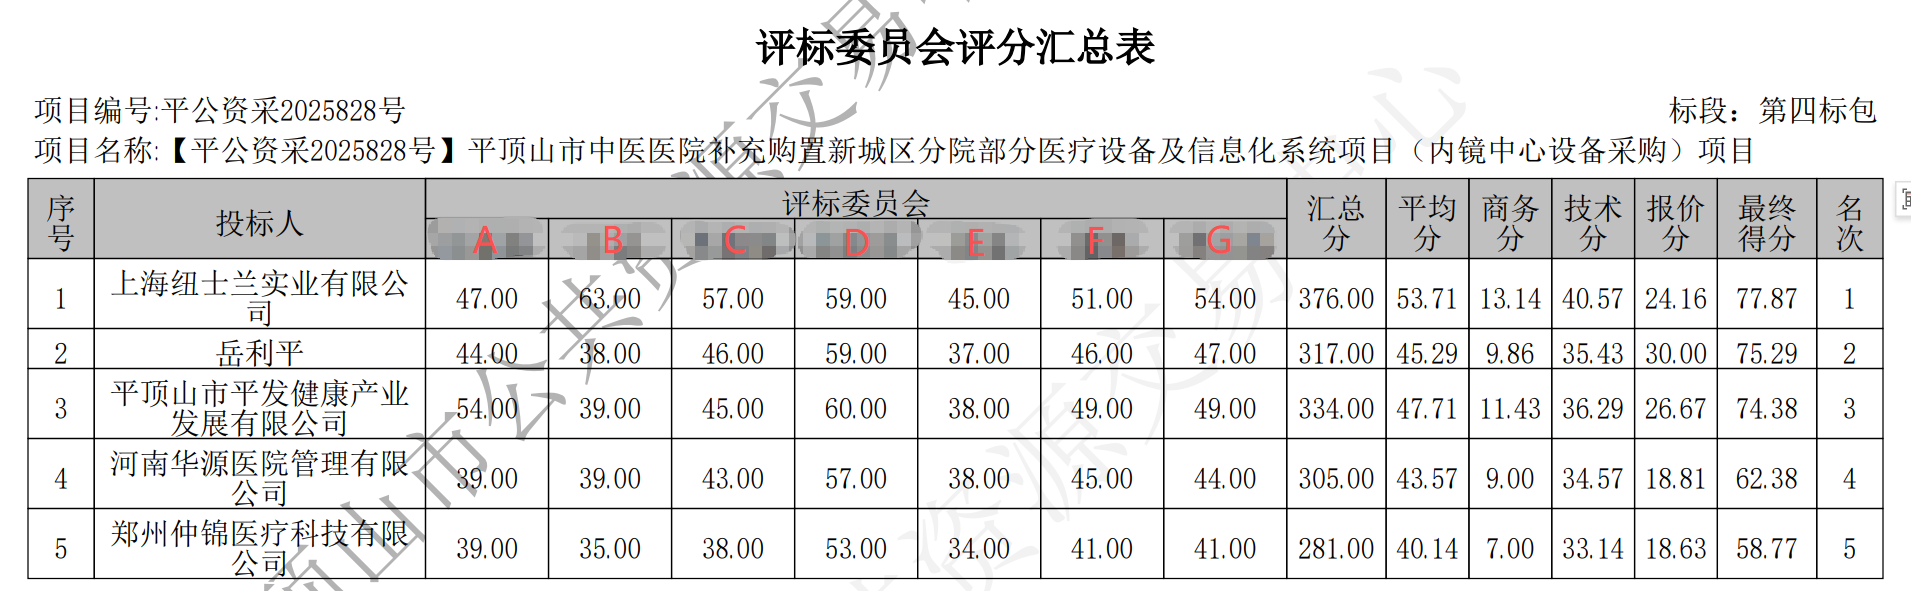 评标委员会评分汇总表
项目编号:平公资采2025828号 标段：第四标包
项目名称:【平公资采2025828号】平顶山市中医医院补充购置新城区分院部分医疗设备及信息化系统项目（内镜中心设备采购）项目
序号 投标人 评标委员会 汇总分 平均分 商务分 技术分 报价分 最终得分 名次
A B C D E F G
1 上海纽士兰实业有限公司 47.00 63.00 57.00 59.00 45.00 51.00 54.00 376.00 53.71 13.14 40.57 24.16 77.87 1
2 岳利平 44.00 38.00 46.00 59.00 37.00 46.00 47.00 317.00 45.29 9.86 35.43 30.00 75.29 2
3 平顶山市平发健康产业发展有限公司 54.00 39.00 45.00 60.00 38.00 49.00 49.00 334.00 47.71 11.43 36.29 26.67 74.38 3
4 河南华源医院管理有限公司 39.00 39.00 43.00 57.00 38.00 45.00 44.00 305.00 43.57 9.00 34.57 18.81 62.38 4
5 郑州仲锦医疗科技有限公司 39.00 35.00 38.00 53.00 34.00 41.00 41.00 281.00 40.14 7.00 33.14 18.63 58.77 5
顶山市公共资源交易
资源交易中心